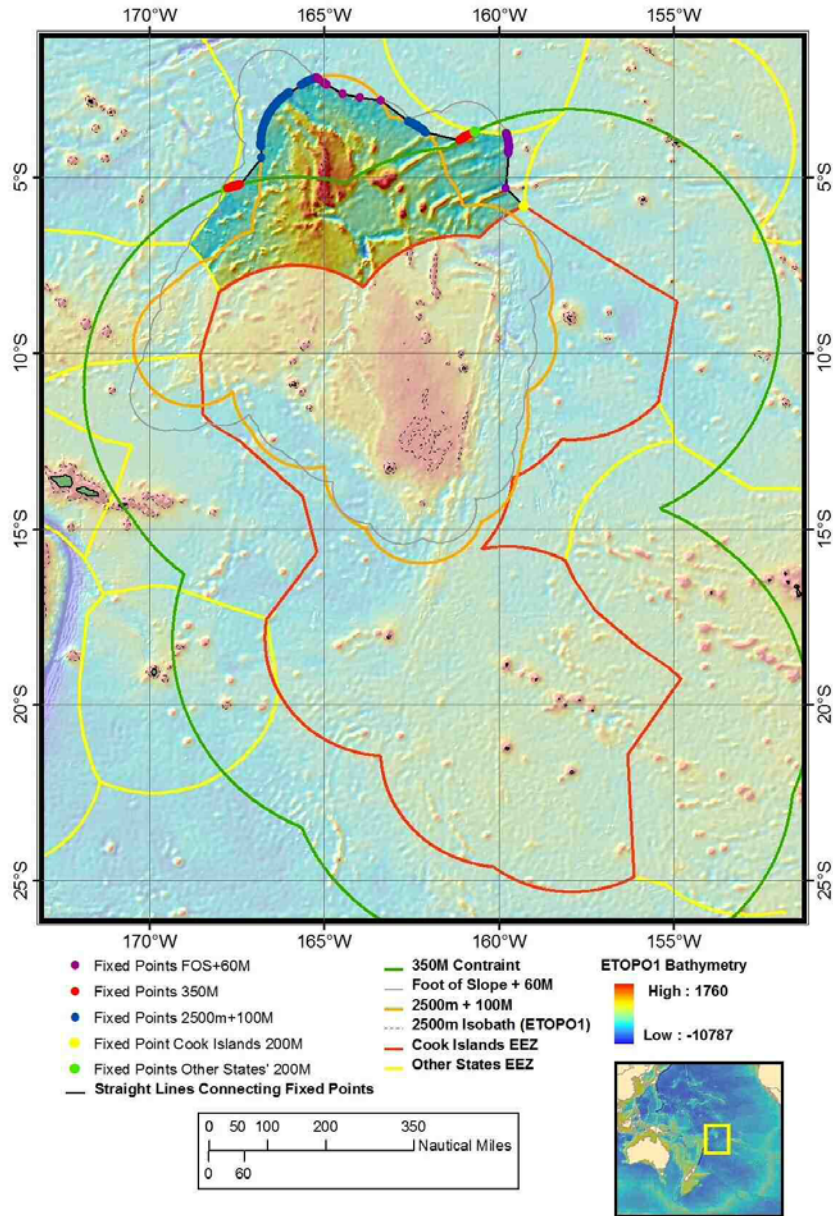 170°W 165°W 160°W 155°W
5°S 5°S
10°S 10°S
15°S 15°S
20°S 20°S
25°S 25°S
170°W 165°W 160°W 155°W
Fixed Points FOS+60M
Fixed Points 350M
Fixed Points 2500m+100M
Fixed Point Cook Islands 200M
Fixed Points Other States' 200M
Straight Lines Connecting Fixed Points
350M Contraint
Foot of Slope + 60M
2500m + 100M
2500m Isobath (ETOPO1)
Cook Islands EEZ
Other States EEZ
ETOPO1 Bathymetry
High : 1760
Low : -10787
0 50 100 200 350
Nautical Miles
0 60